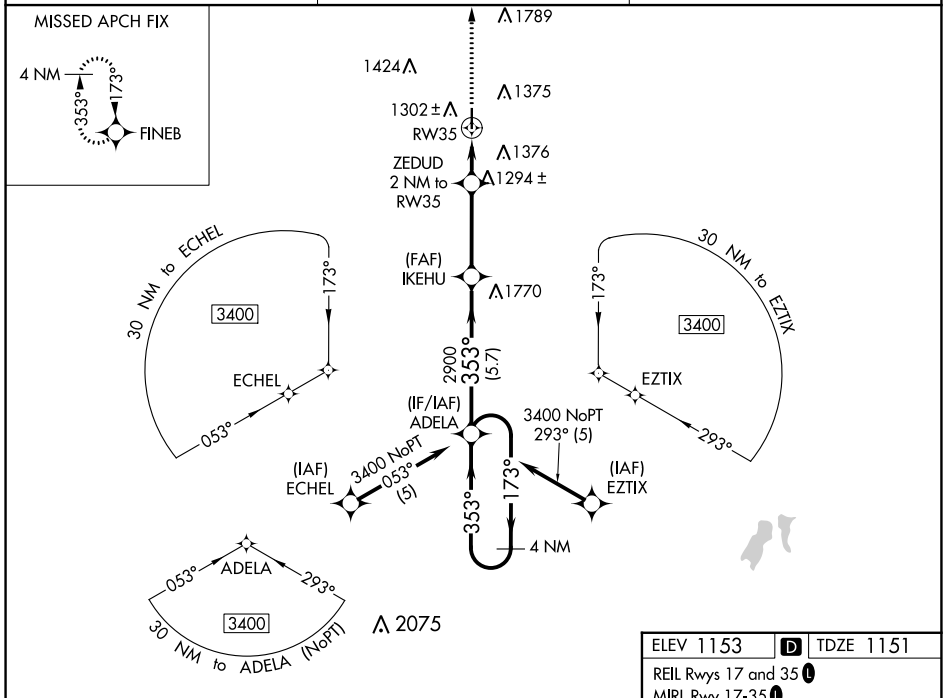 MISSED APCH FIX
4 NM
353°
173°
FINEB
1789
1424
1375
1302 ±
RW35
1376
ZEDUD
2 NM to
RW35
1294 ±
(FAF)
IKEHU
1770
2900
353°
(5.7)
30 NM to ECHEL
173°
3400
ECHEL
053°
30 NM to EZTIX
173°
3400
EZTIX
293°
(IF/IAF)
ADELA
3400 NoPT
293° (5)
(IAF)
ECHEL
3400 NoPT
053°
(5)
353°
173°
(IAF)
EZTIX
4 NM
053°
ADELA
293°
3400
30 NM to ADELA (NoPT)
2075
ELEV 1153 D TDZE 1151
REIL Rwys 17 and 35 L
MIRL Rwy 17-35 L